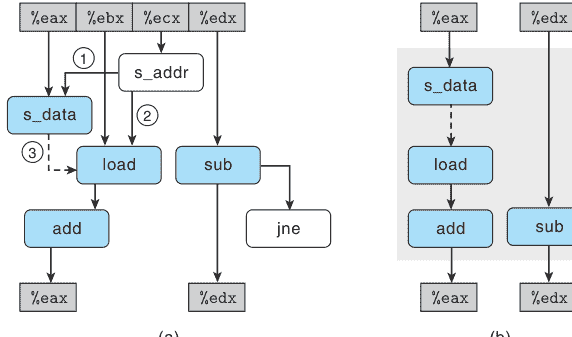 %eax %ebx %ecx %edx
s_addr
1
s_data
2
3
load
sub
add
jne
%eax
%edx
(a)
%eax
%edx
s_data
load
add
sub
%eax
%edx
(b)